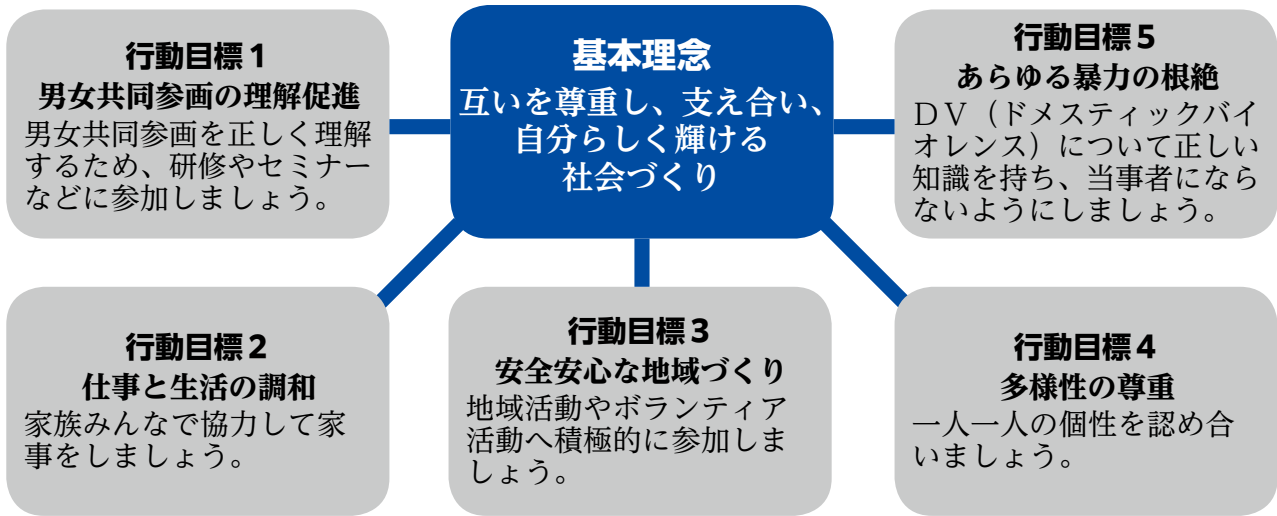 基本理念
互いを尊重し、支え合い、
自分らしく輝ける
社会づくり
行動目標1
男女共同参画の理解促進
男女共同参画を正しく理解
するため、研修やセミナー
などに参加しましょう。
行動目標2
仕事と生活の調和
家族みんなで協力して家
事をしましょう。
行動目標3
安全安心な地域づくり
地域活動やボランティア
活動へ積極的に参加しま
しょう。
行動目標4
多様性の尊重
一人一人の個性を認め合
いましょう。
行動目標5
あらゆる暴力の根絶
ＤＶ（ドメスティックバイ
オレンス）について正しい
知識を持ち、当事者になら
ないようにしましょう。